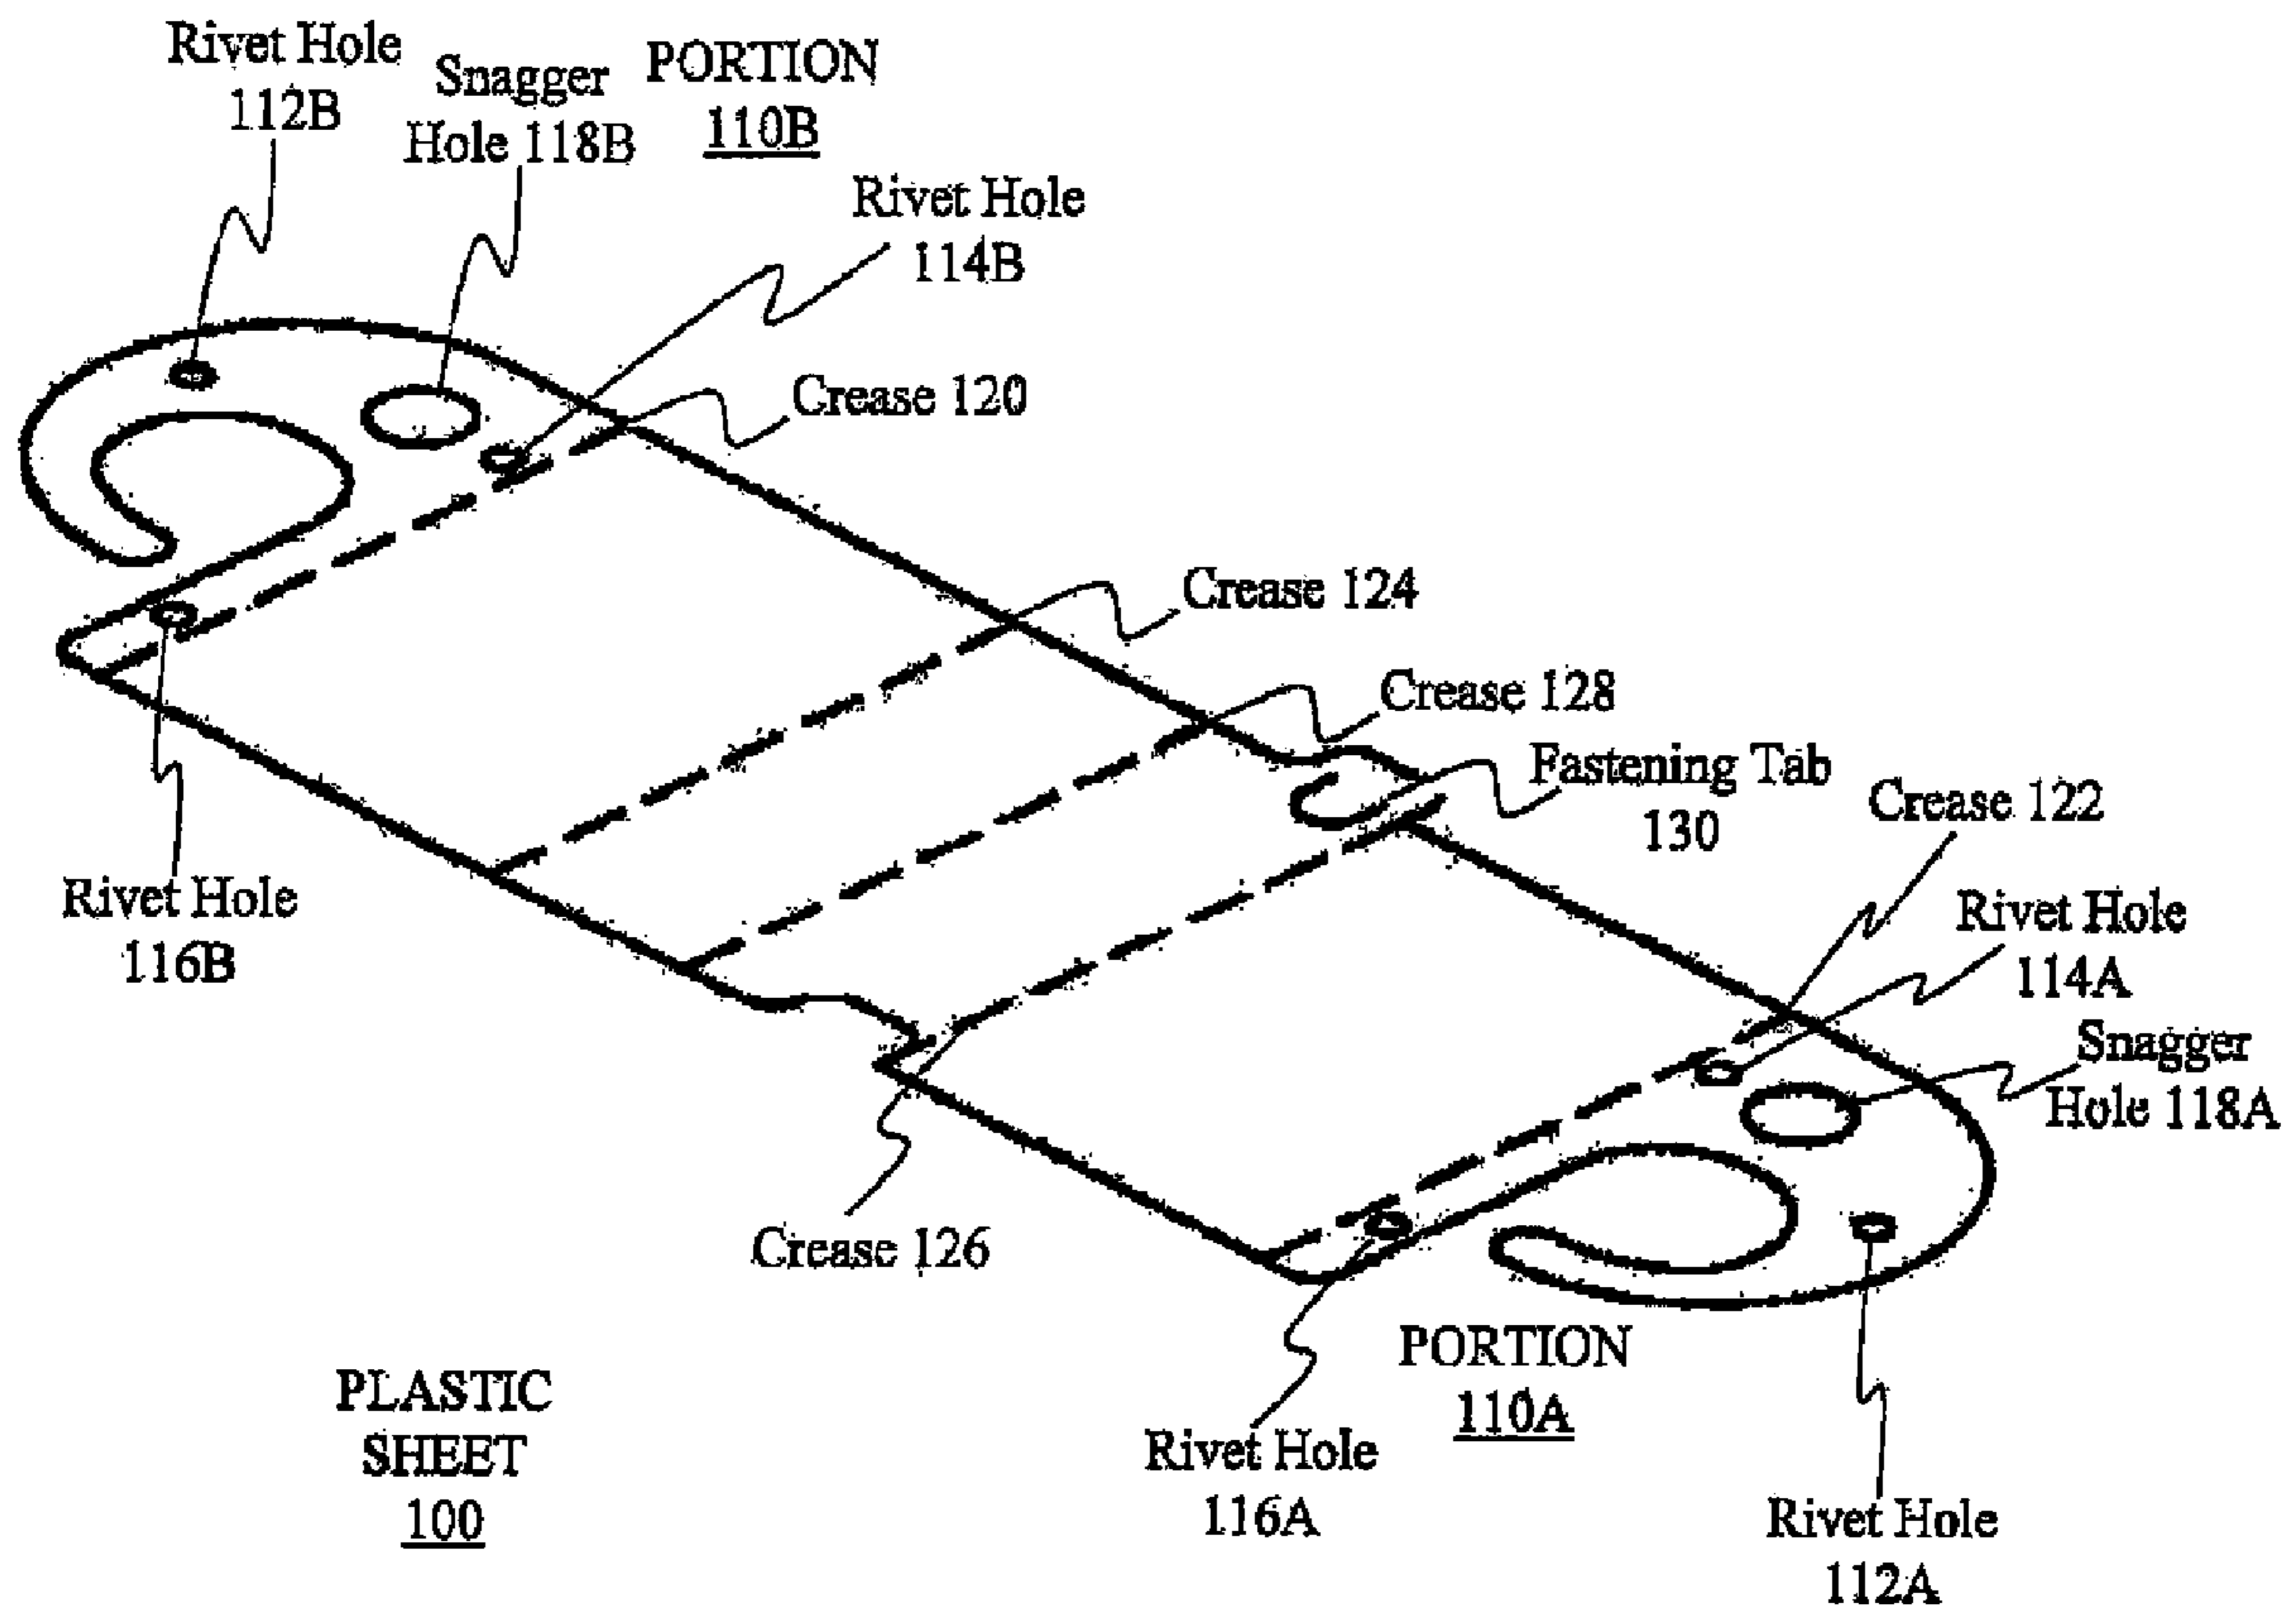 Rivet Hole
112B
Snagger
Hole 118B
PORTION
110B
Rivet Hole
114B
Crease 120
Crease 124
Crease 128
Fastening Tab
130
Crease 122
Rivet Hole
114A
Snagger
Hole 118A
Rivet Hole
116B
Crease 126
PORTION
110A
Rivet Hole
116A
Rivet Hole
112A
PLASTIC
SHEET
100